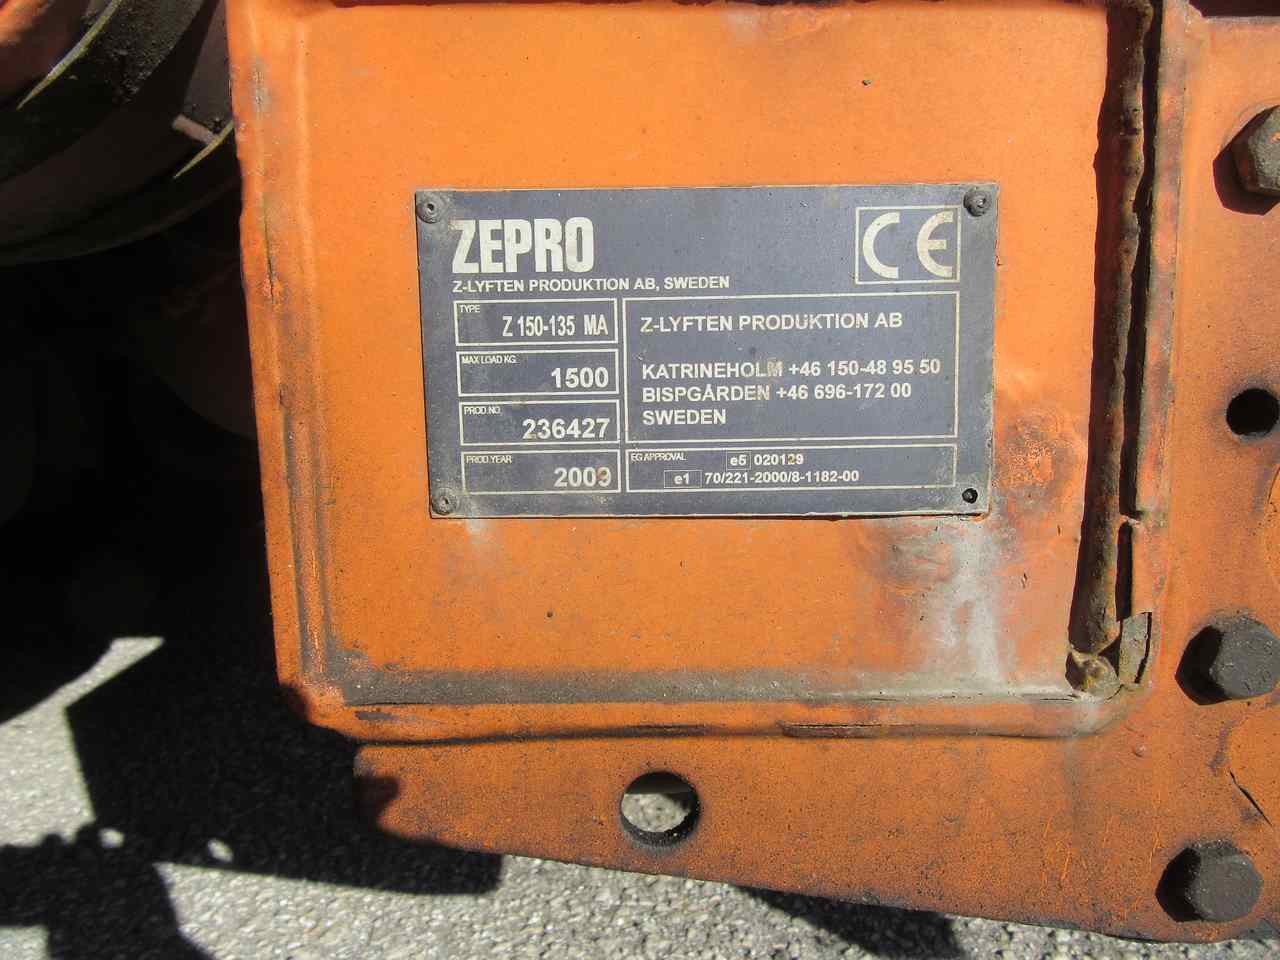 ZEPRO
CE
Z-LYFTEN PRODUKTION AB, SWEDEN
TYPE
Z 150-135 MA
MAX LOAD KG.
1500
PROD.NO.
236427
PROD.YEAR
2009
Z-LYFTEN PRODUKTION AB
KATRINEHOLM +46 150-48 95 50
BISPGÅRDEN +46 696-172 00
SWEDEN
EG APPROVAL e5 020129
e1 70/221-2000/8-1182-00